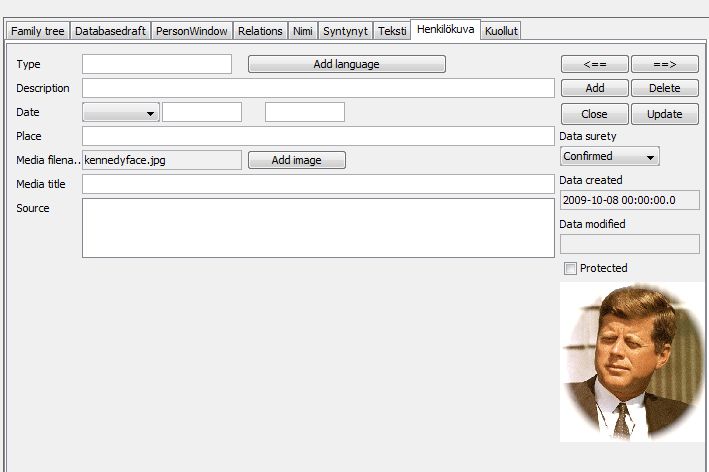 Family tree Databasedraft PersonWindow Relations Nimi Syntynyt Teksti Henkilökuva Kuollut
Type Add language <== ==>
Description Add Delete
Date Close Update
Place Data surety
Media filena.. kennedyface.jpg Add image Confirmed
Media title Data created
Source 2009-10-08 00:00:00.0
Data modified
Protected